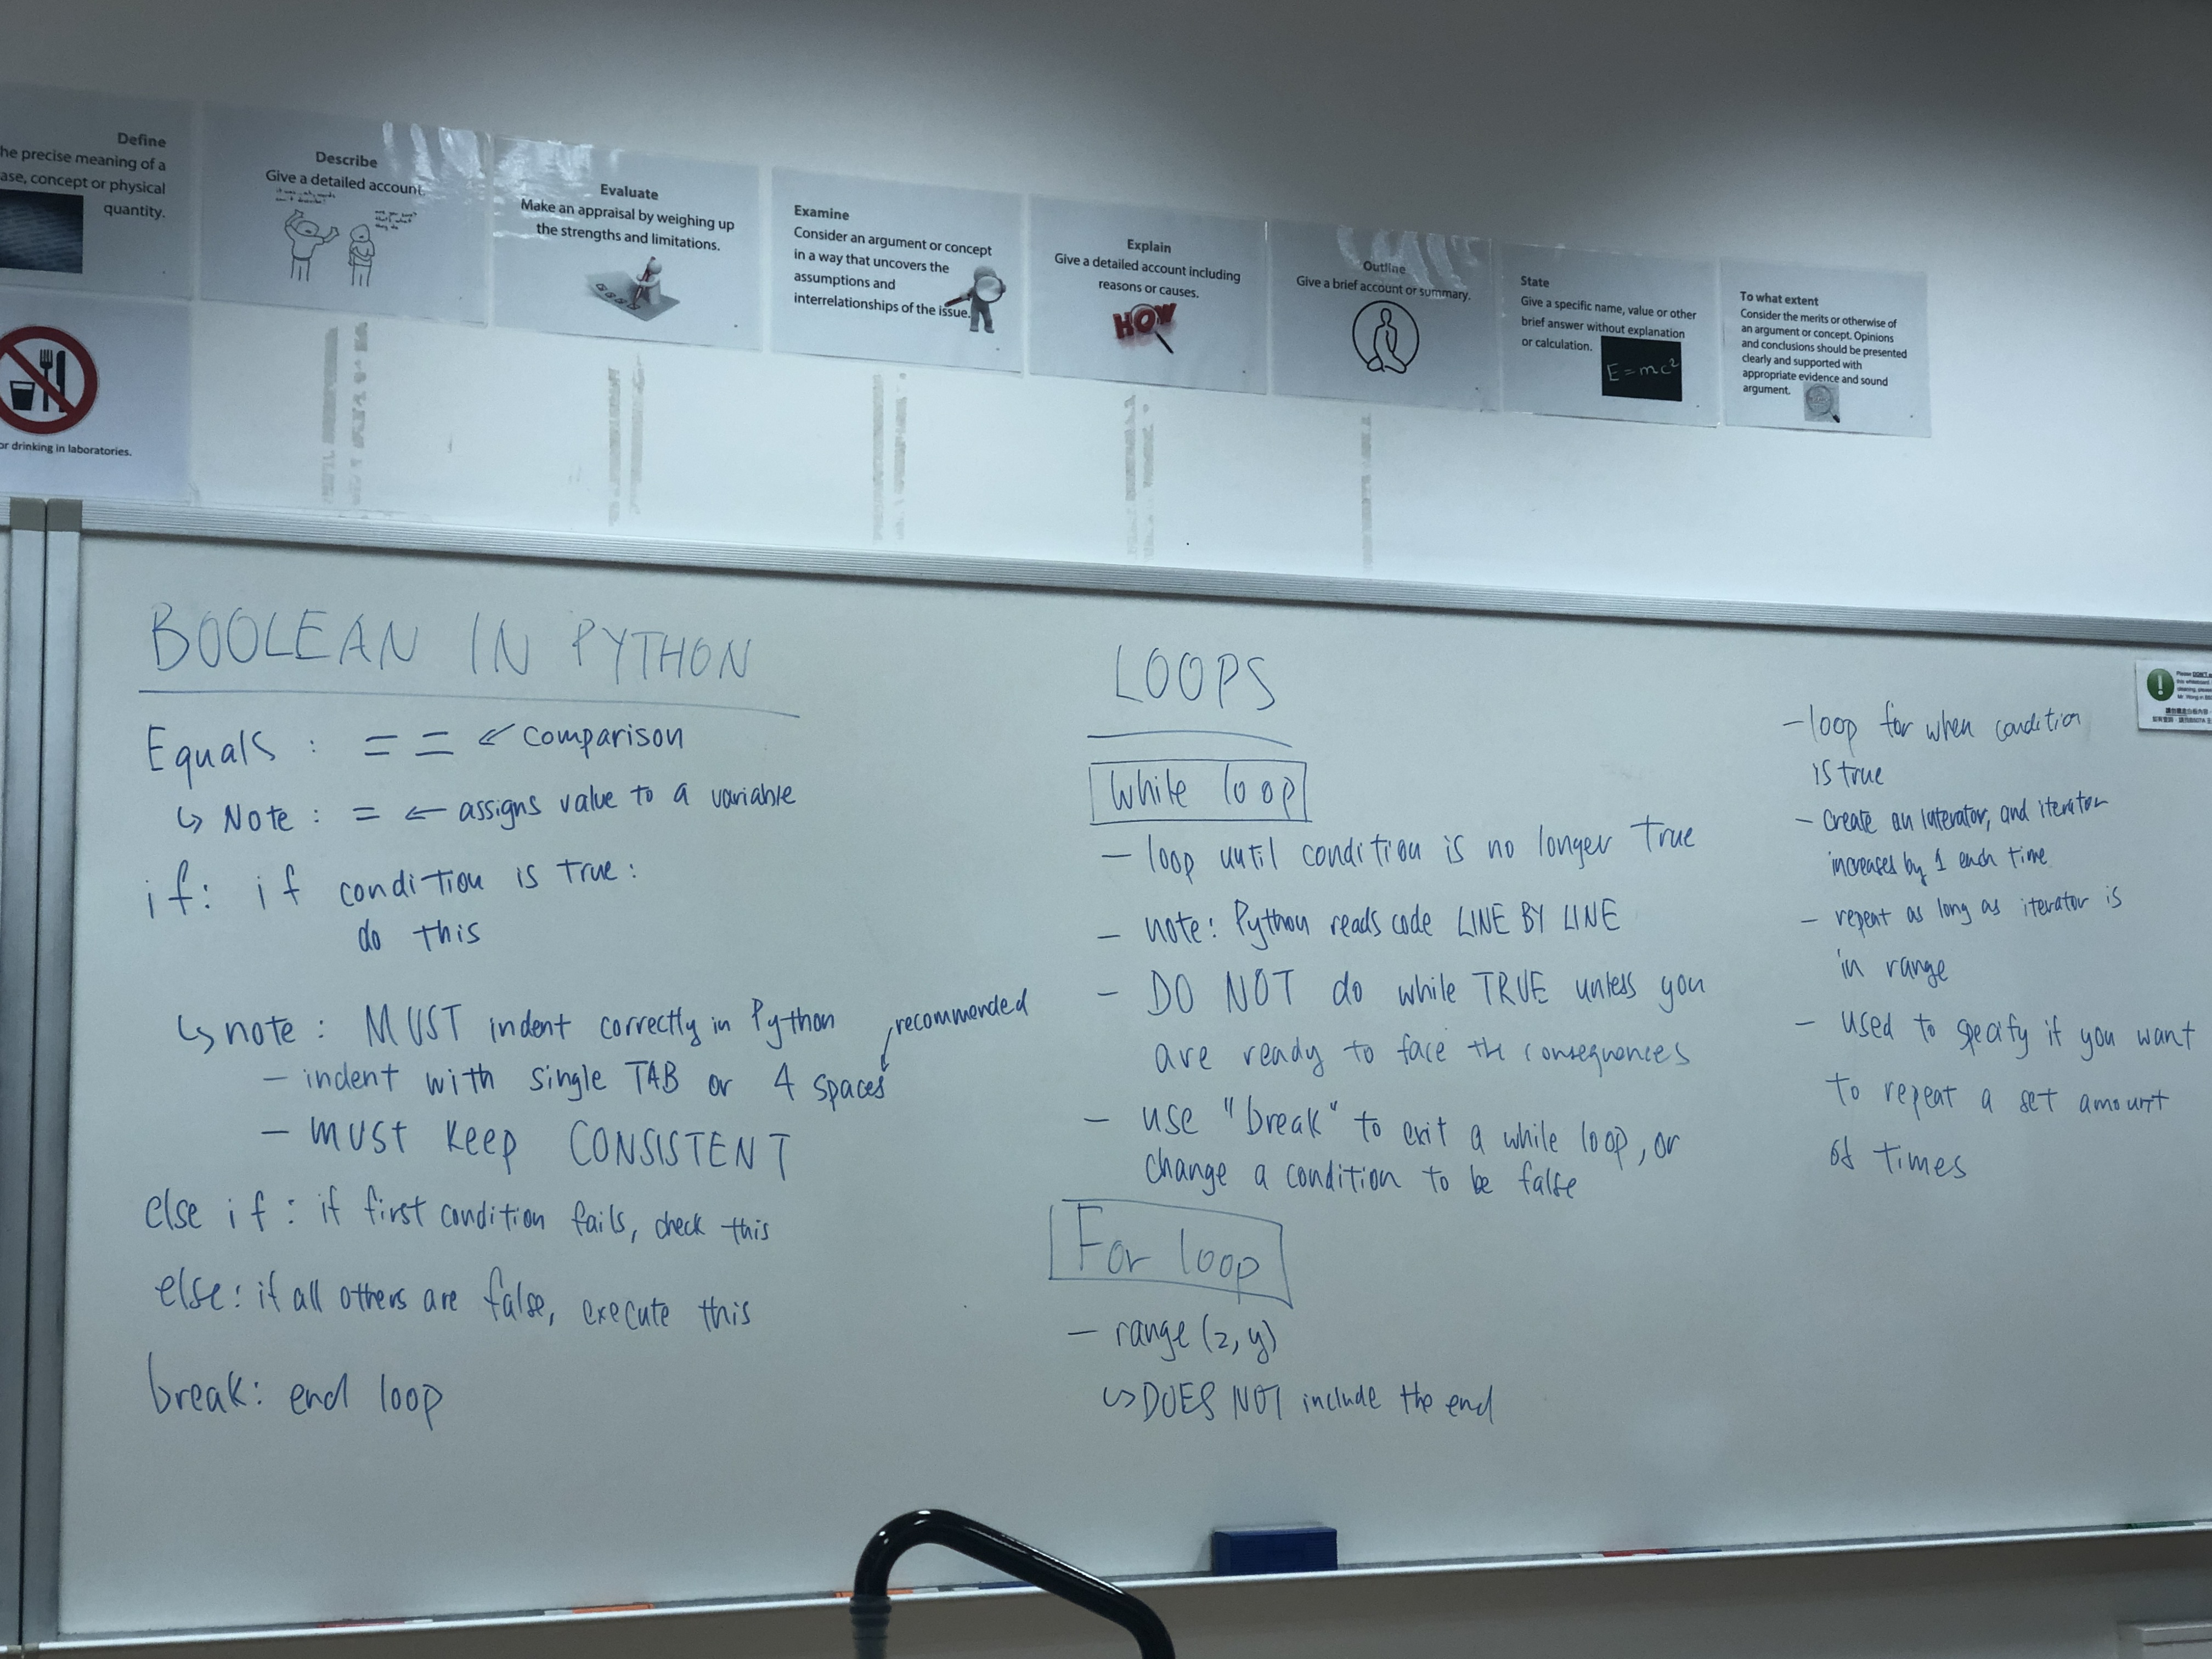 Define
he precise meaning of a
ase, concept or physical
quantity.
Describe
Give a detailed account.
Evaluate
Make an appraisal by weighing up
the strengths and limitations.
Examine
Consider an argument or concept
in a way that uncovers the
assumptions and
interrelationships of the issue.
Explain
Give a detailed account including
reasons or causes.
HOW
Outline
Give a brief account or summary.
State
Give a specific name, value or other
brief answer without explanation
or calculation.
E=mc²
To what extent
Consider the merits or otherwise of
an argument or concept. Opinions
and conclusions should be presented
clearly and supported with
appropriate evidence and sound
argument.
or drinking in laboratories.
BOOLEAN IN PYTHON
Equals : == ← comparison
↳ Note : = ← assigns value to a variable
if: if condition is true:
do this
↳ note : MUST indent correctly in Python
recommended
- indent with single TAB or 4 spaces
- MUST keep CONSISTENT
else if : if first condition fails, check this
else: if all others are false, execute this
break: end loop
LOOPS
While loop
- loop until condition is no longer true
- note: Python reads code LINE BY LINE
- DO NOT do while TRUE unless you
are ready to face the consequences
- use "break" to exit a while loop, or
change a condition to be false
For loop
- range (z, y)
↳ DOES NOT include the end
- loop for when condition
is true
- create an interator, and iterator
increases by 1 each time
- repeat as long as iterator is
in range
- used to specify if you want
to repeat a set amount
of times
Please DON'T